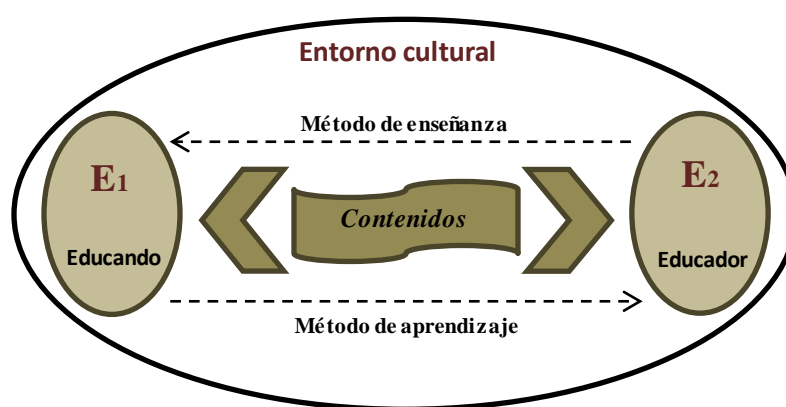 Entorno cultural
Método de enseñanza
E1
E2
Contenidos
Educando
Educador
Método de aprendizaje